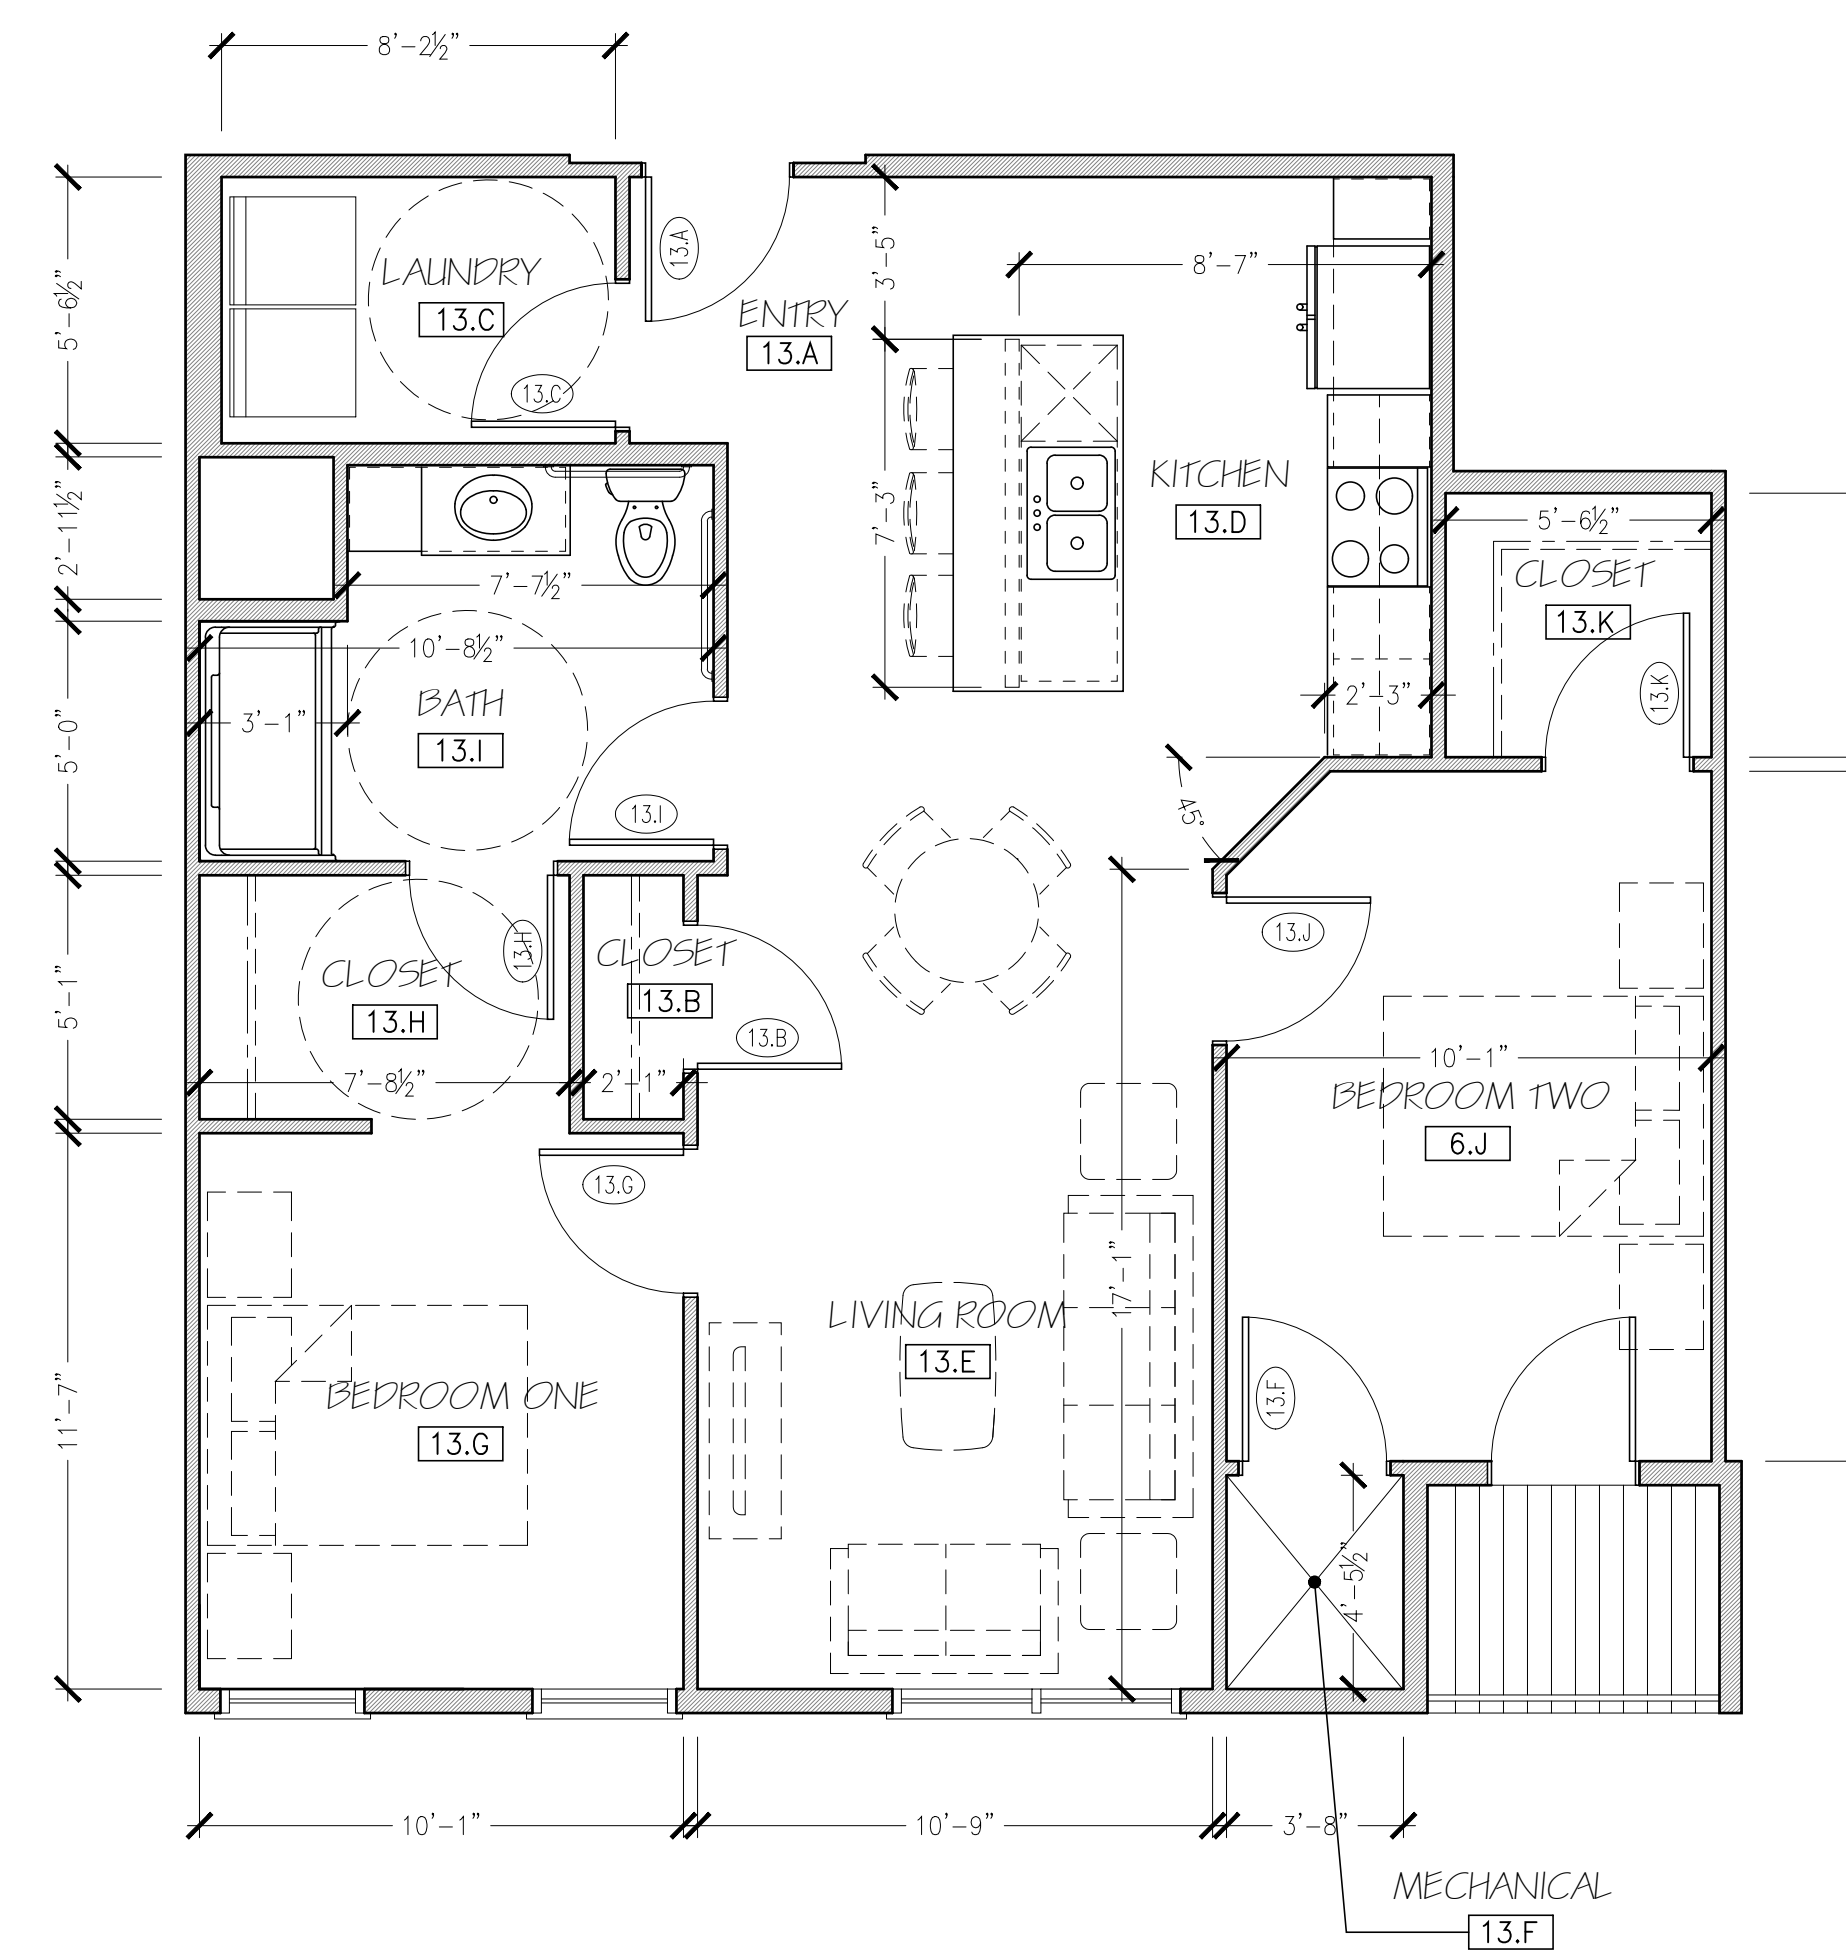 8'-2½"
13.A
3'-5"
8'-7"
LAUNDRY
13.C
ENTRY
13.A
5'-6½"
13.C
KITCHEN
13.D
7'-3"
2'-11½"
5'-6½"
CLOSET
13.K
7'-7½"
10'-8½"
BATH
13.I
3'-1"
5'-0"
2'-3"
13.K
13.I
45°
13.J
CLOSET
13.H
13.H
CLOSET
13.B
13.B
5'-1"
7'-8½"
2'-1"
10'-1"
BEDROOM TWO
6.J
13.G
17'-1"
LIVING ROOM
13.E
BEDROOM ONE
13.G
11'-7"
13.F
4'-5½"
10'-1"
10'-9"
3'-8"
MECHANICAL
13.F